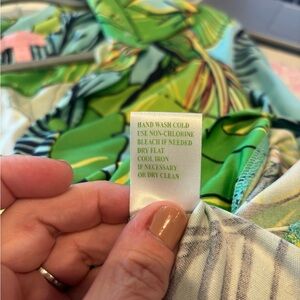 HAND WASH COLD
USE NON-CHLORINE
BLEACH IF NEEDED
DRY FLAT
COOL IRON
IF NECESSARY
OR DRY CLEAN